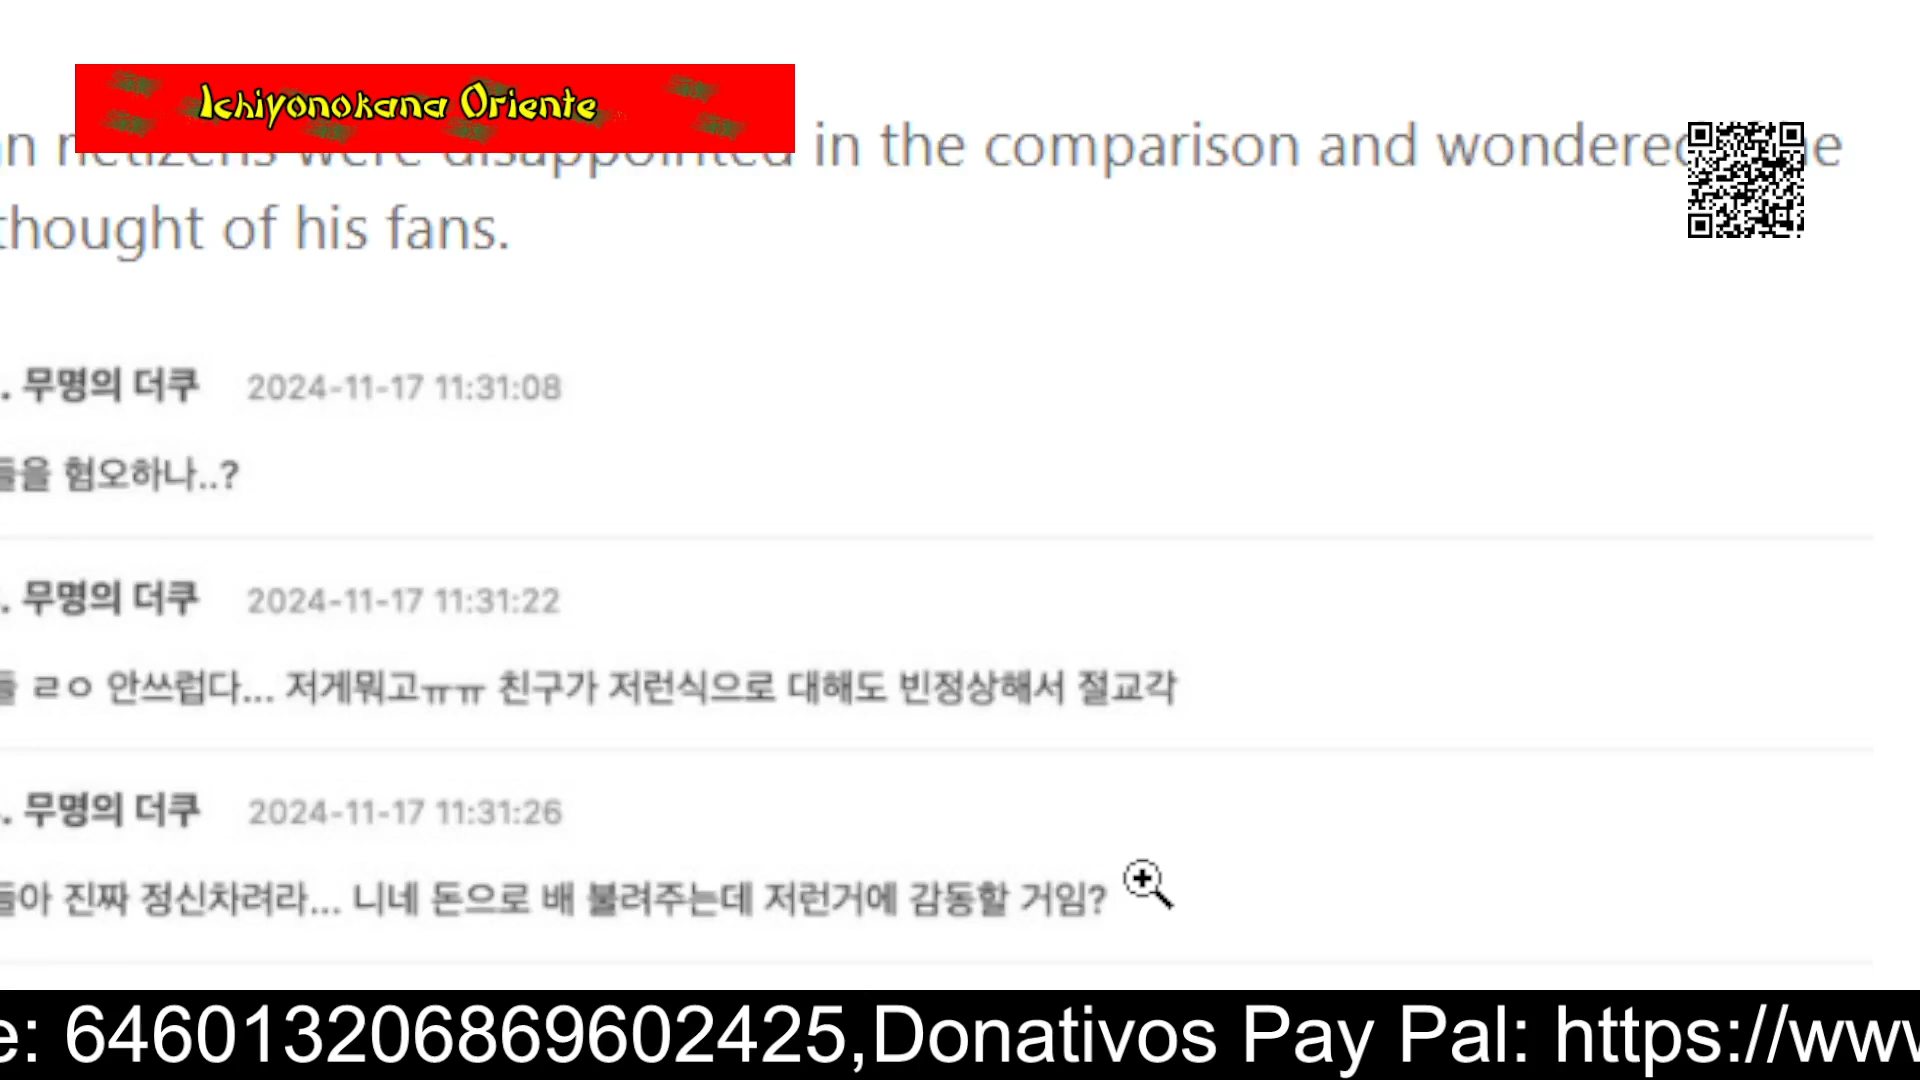 Ichiyonokana Oriente
in the comparison and wondered
thought of his fans.
. 무명의 더쿠 2024-11-17 11:31:08
들을 혐오하나..?
. 무명의 더쿠 2024-11-17 11:31:22
들 ㄹㅇ 안쓰럽다... 저게뭐고ㅠㅠ 친구가 저런식으로 대해도 빈정상해서 절교각
. 무명의 더쿠 2024-11-17 11:31:26
들아 진짜 정신차려라... 니네 돈으로 배 불려주는데 저런거에 감동할 거임?
e: 646013206869602425,Donativos Pay Pal: https://www